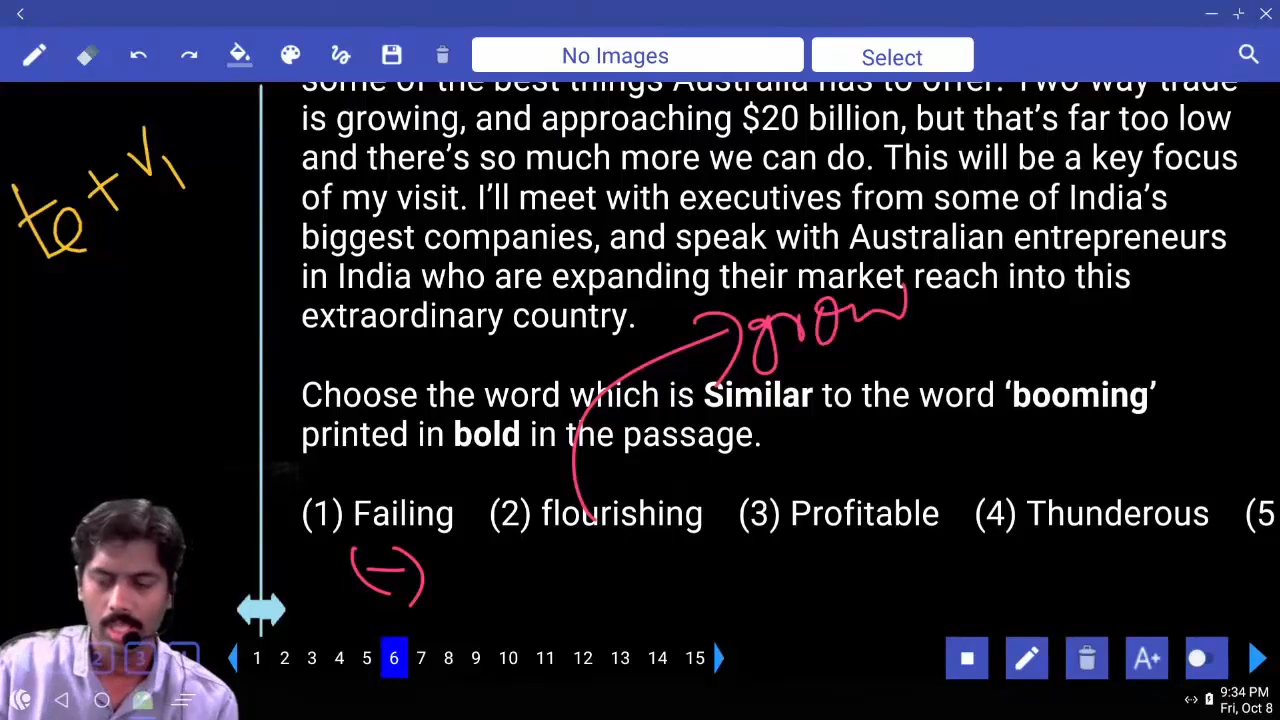 No Images
Select
some of the best things Australia has to offer. Two way trade
is growing, and approaching $20 billion, but that's far too low
and there's so much more we can do. This will be a key focus
of my visit. I'll meet with executives from some of India's
biggest companies, and speak with Australian entrepreneurs
in India who are expanding their market reach into this
extraordinary country.
to + V1
grow
Choose the word which is Similar to the word ‘booming’
printed in bold in the passage.
(1) Failing (2) flourishing (3) Profitable (4) Thunderous (5
(-)
2 3 4
1 2 3 4 5 6 7 8 9 10 11 12 13 14 15
A+
9:34 PM
Fri, Oct 8